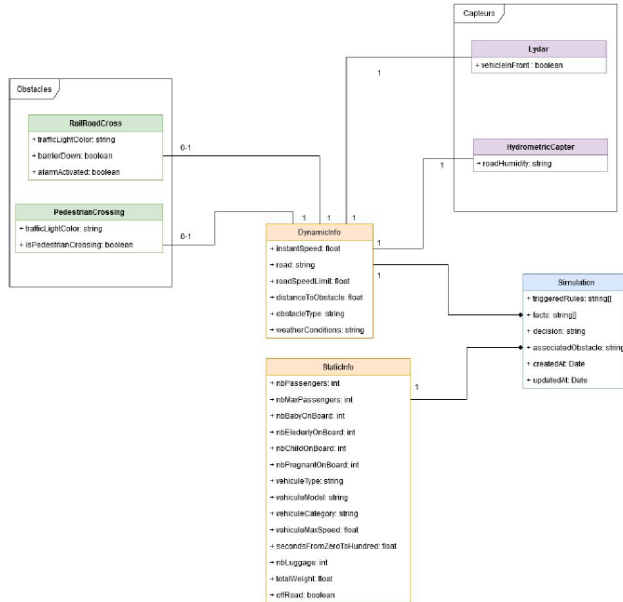 Capteurs
Lydar
+ vehicleInFront : boolean
1
HydrometricCapter
+ roadHumidity: string
1
Obstacles
RailRoadCross
+ trafficLightColor: string
+ barrierDown: boolean
+ alarmActivated: boolean
0-1
PedestrianCrossing
+ trafficLightColor: string
+ isPedestrianCrossing: boolean
0-1
1
1
1
DynamicInfo
+ instantSpeed: float
+ road: string
+ roadSpeedLimit: float
+ distanceToObstacle: float
+ obstacleType: string
+ weatherConditions: string
1
1
Simulation
+ triggeredRules: string[]
+ facts: string[]
+ decision: string
+ associatedObstacle: string
+ createdAt: Date
+ updatedAt: Date
StaticInfo
+ nbPassengers: int
+ nbMaxPassengers: int
+ nbBabyOnBoard: int
+ nbElederlyOnBoard: int
+ nbChildOnBoard: int
+ nbPregnantOnBoard: int
+ vehiculeType: string
+ vehiculeModel: string
+ vehiculeCategory: string
+ vehiculeMaxSpeed: float
+ secondsFromZeroToHundred: float
+ nbLuggage: int
+ totalWeight: float
+ offRoad: boolean
1